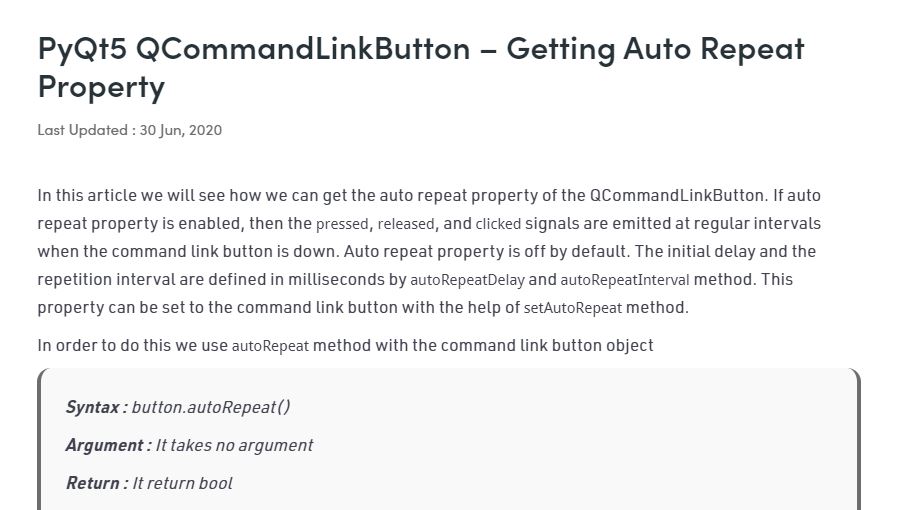 PyQt5 QCommandLinkButton – Getting Auto Repeat
Property
Last Updated : 30 Jun, 2020
In this article we will see how we can get the auto repeat property of the QCommandLinkButton. If auto
repeat property is enabled, then the pressed, released, and clicked signals are emitted at regular intervals
when the command link button is down. Auto repeat property is off by default. The initial delay and the
repetition interval are defined in milliseconds by autoRepeatDelay and autoRepeatInterval method. This
property can be set to the command link button with the help of setAutoRepeat method.
In order to do this we use autoRepeat method with the command link button object
Syntax : button.autoRepeat()
Argument : It takes no argument
Return : It return bool